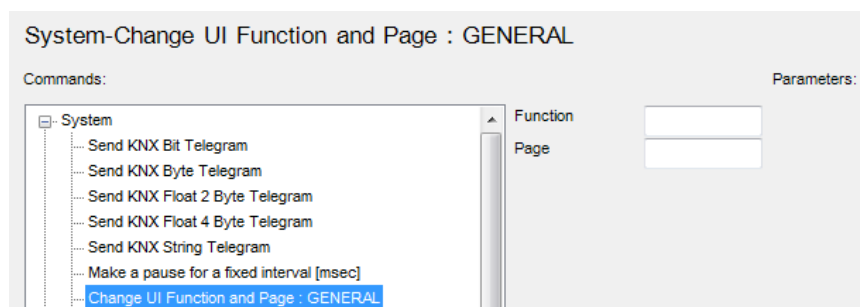 System-Change UI Function and Page : GENERAL
Commands:
Parameters:
System
Function
Send KNX Bit Telegram
Page
Send KNX Byte Telegram
Send KNX Float 2 Byte Telegram
Send KNX Float 4 Byte Telegram
Send KNX String Telegram
Make a pause for a fixed interval [msec]
Change UI Function and Page : GENERAL